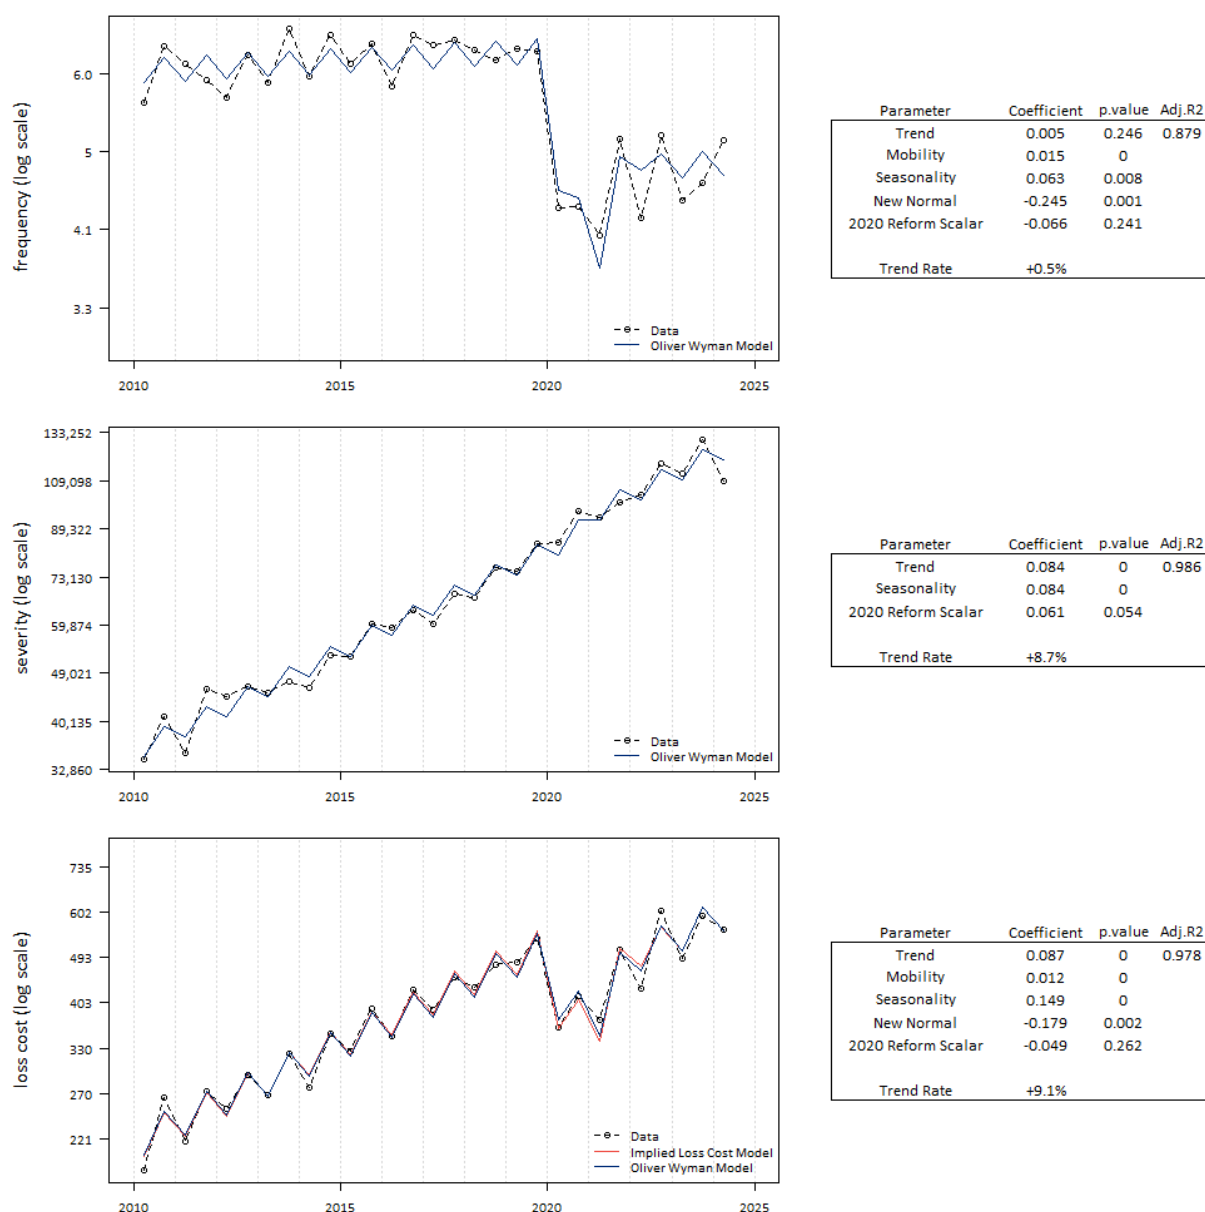 frequency (log scale)
6.0
5
4.1
3.3
Data
Oliver Wyman Model
2010 2015 2020 2025
Parameter Coefficient p.value Adj.R2
Trend 0.005 0.246 0.879
Mobility 0.015 0
Seasonality 0.063 0.008
New Normal -0.245 0.001
2020 Reform Scalar -0.066 0.241
Trend Rate +0.5%
severity (log scale)
133,252
109,098
89,322
73,130
59,874
49,021
40,135
32,860
Data
Oliver Wyman Model
2010 2015 2020 2025
Parameter Coefficient p.value Adj.R2
Trend 0.084 0 0.986
Seasonality 0.084 0
2020 Reform Scalar 0.061 0.054
Trend Rate +8.7%
loss cost (log scale)
735
602
493
403
330
270
221
Data
Implied Loss Cost Model
Oliver Wyman Model
2010 2015 2020 2025
Parameter Coefficient p.value Adj.R2
Trend 0.087 0 0.978
Mobility 0.012 0
Seasonality 0.149 0
New Normal -0.179 0.002
2020 Reform Scalar -0.049 0.262
Trend Rate +9.1%